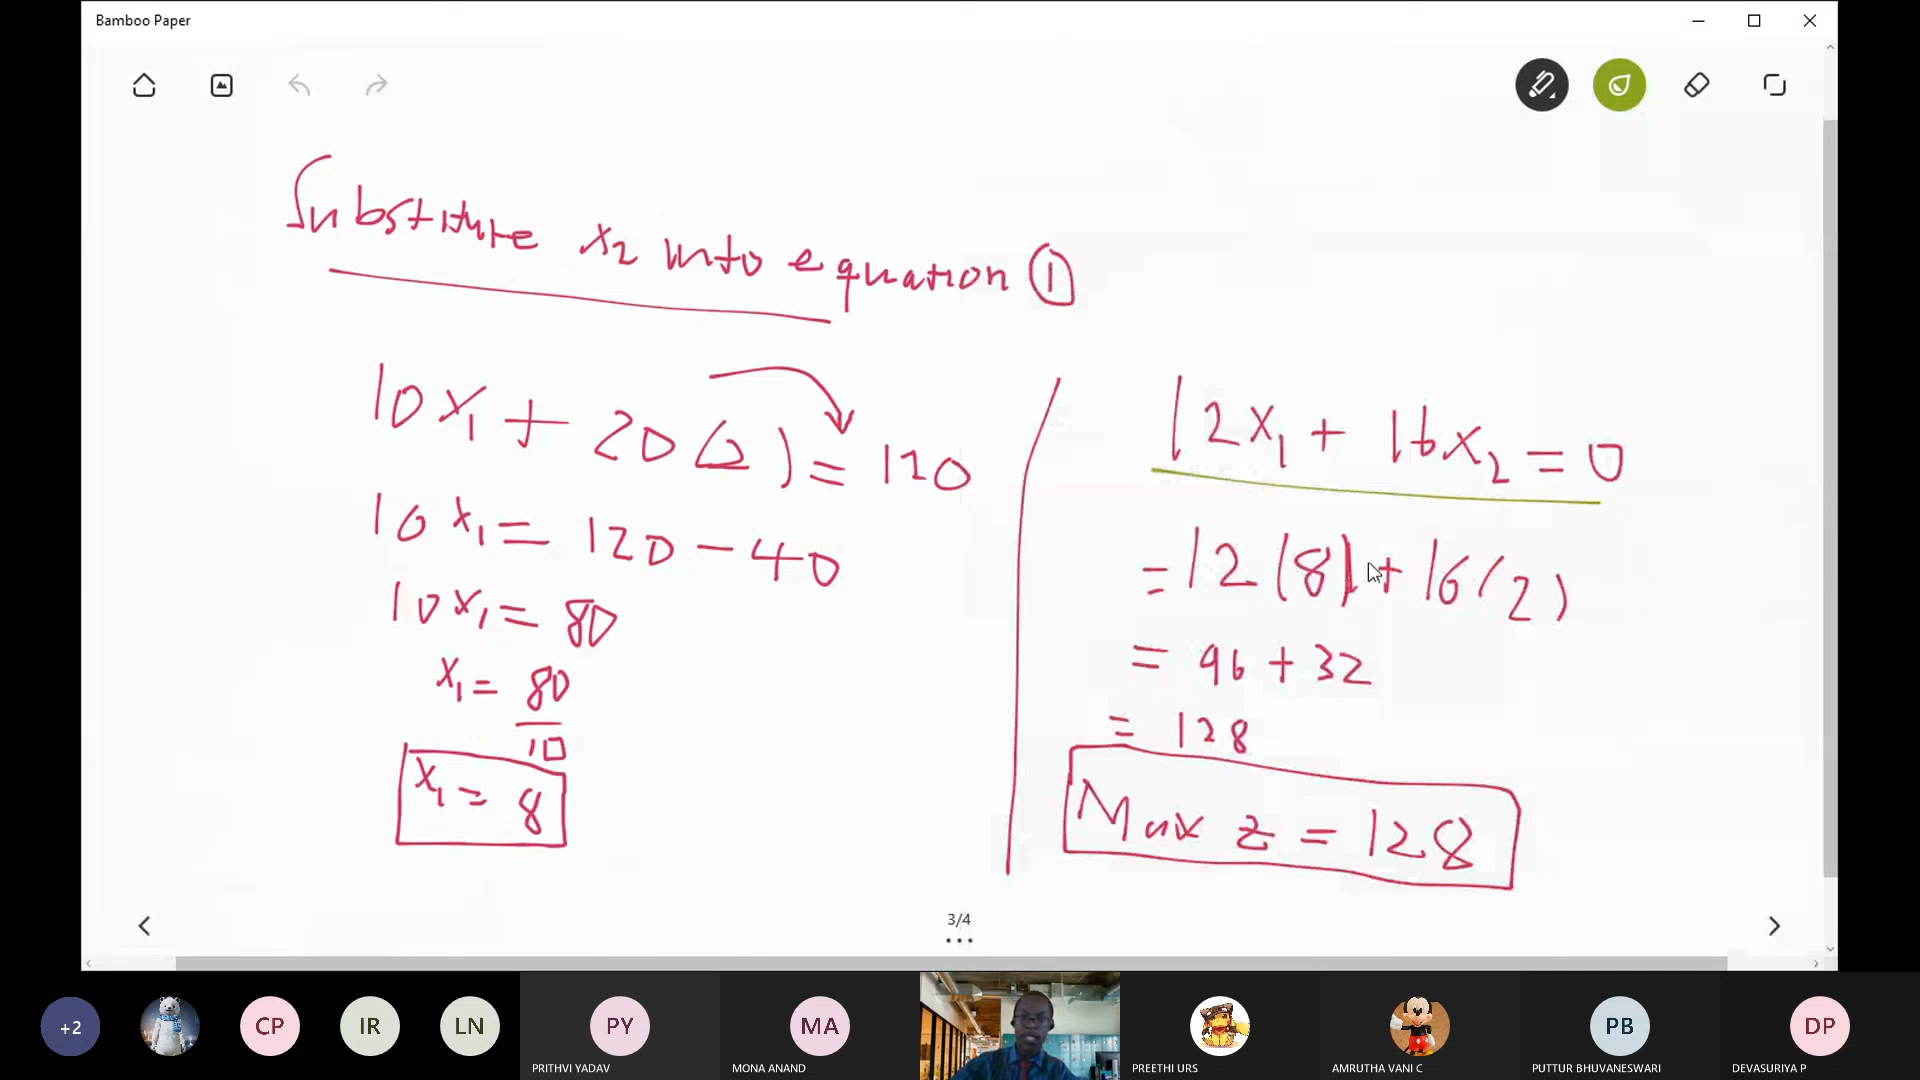 Bamboo Paper
Substitute x₂ into equation ①
10x₁ + 20(2) = 120
10x₁ = 120 - 40
10x₁ = 80
x₁ = 80
10
x₁ = 8
12x₁ + 16x₂ = 0
= 12(8) + 16(2)
= 96 + 32
= 128
Max z = 128
3/4
+2
CP
IR
LN
PY
PRITHVI YADAV
MA
MONA ANAND
PREETHI URS
AMRUTHA VANI C
PB
PUTTUR BHUVANESWARI
DP
DEVASURIYA P